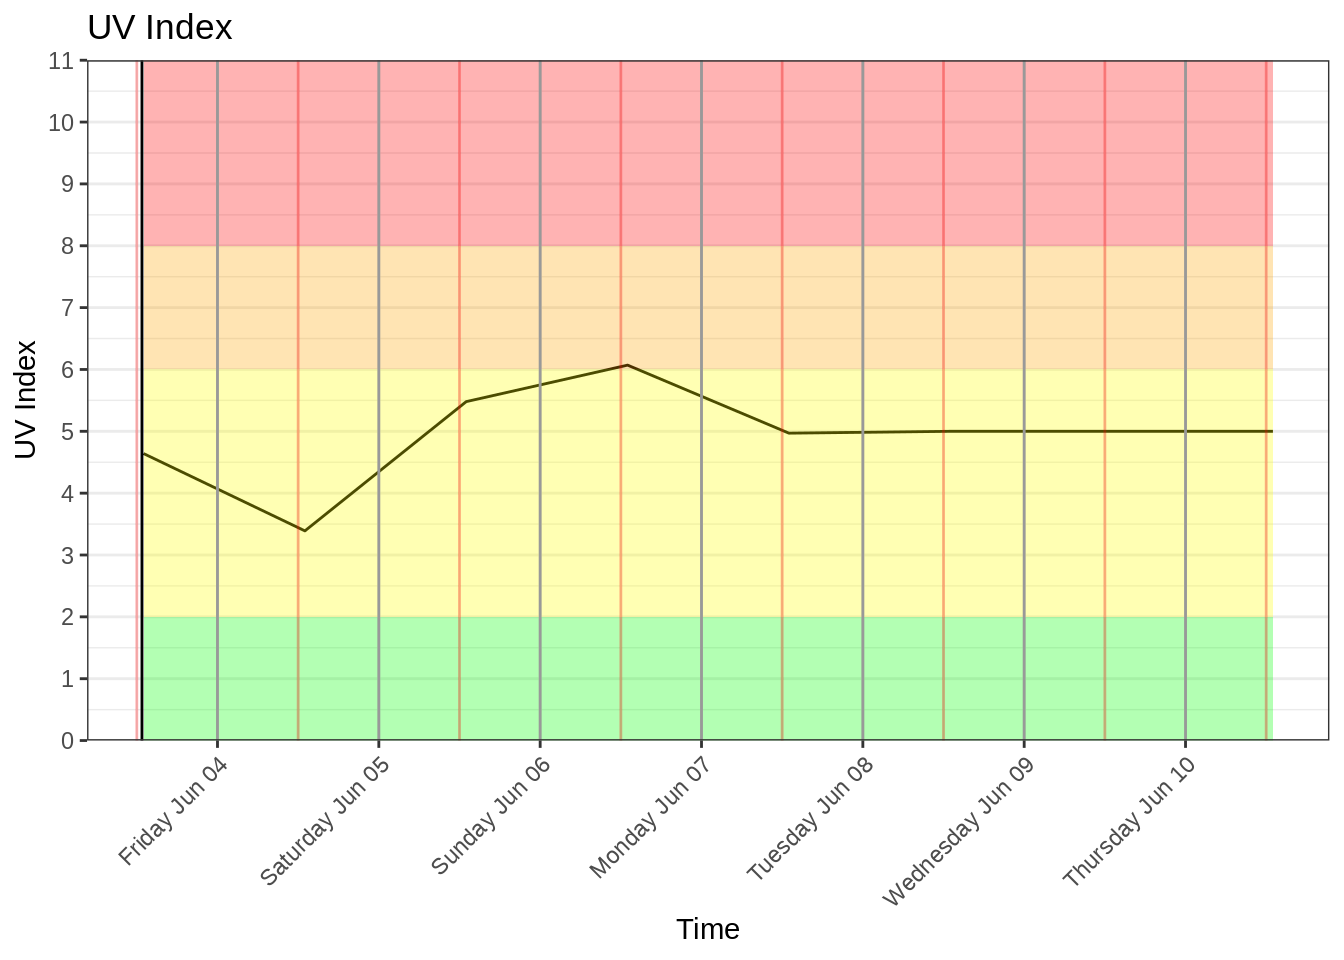 UV Index
11
10
9
8
7
6
5
4
3
2
1
0
UV Index
Friday Jun 04
Saturday Jun 05
Sunday Jun 06
Monday Jun 07
Tuesday Jun 08
Wednesday Jun 09
Thursday Jun 10
Time